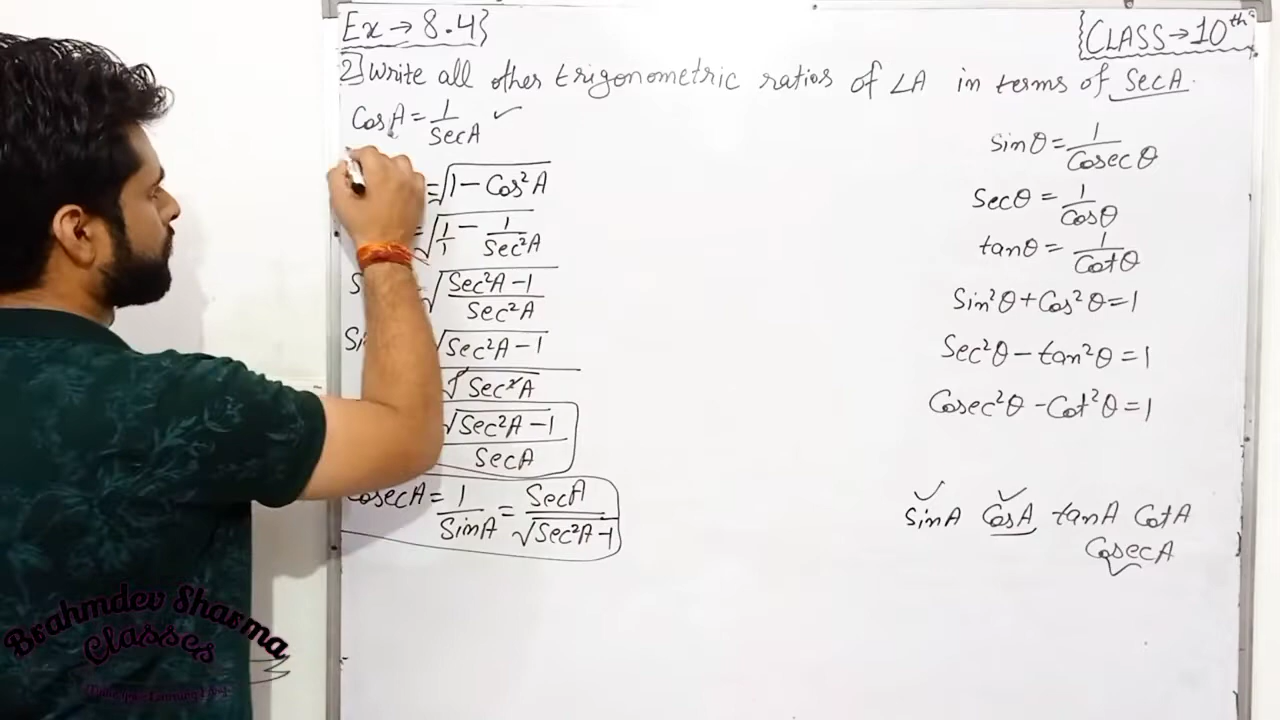 Ex → 8.4}
{CLASS → 10th
2] Write all other trigonometric ratios of ∠A in terms of SecA.
CosA = 1/SecA ✓
= √(1 - Cos²A)
= √(1/1 - 1/Sec²A)
S √((Sec²A - 1)/Sec²A)
Si √(Sec²A - 1)/√(Sec²A)
√(Sec²A - 1)/SecA
CosecA = 1/SinA = SecA/√(Sec²A - 1)
Sinθ = 1/Cosecθ
Secθ = 1/Cosθ
tanθ = 1/Cotθ
Sin²θ + Cos²θ = 1
Sec²θ - tan²θ = 1
Cosec²θ - Cot²θ = 1
SinA CosA tanA CotA
CosecA
Brahmdev Sharma
Classes